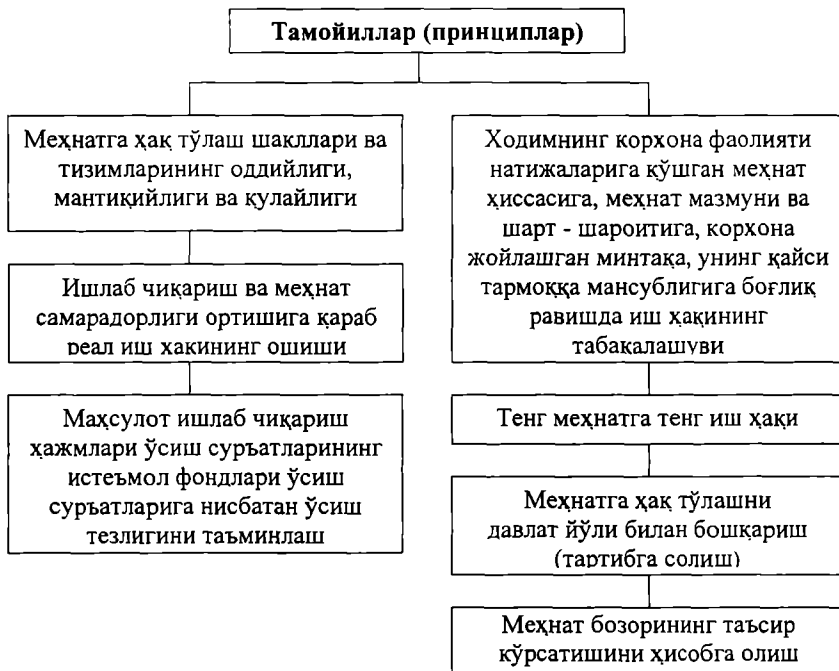 Тамойиллар (принциплар)
Меҳнатга ҳақ тўлаш шакллари ва
тизимларининг оддийлиги,
мантиқийлиги ва қулайлиги
Ишлаб чиқариш ва меҳнат
самарадорлиги ортишига қараб
реал иш ҳақининг ошиши
Маҳсулот ишлаб чиқариш
ҳажмлари ўсиш суръатларининг
истеъмол фондлари ўсиш
суръатларига нисбатан ўсиш
тезлигини таъминлаш
Ходимнинг корхона фаолияти
натижаларига қўшган меҳнат
ҳиссасига, меҳнат мазмуни ва
шарт - шароитига, корхона
жойлашган минтақа, унинг қайси
тармоққа мансублигига боғлиқ
равишда иш ҳақининг
табақалашуви
Тенг меҳнатга тенг иш ҳақи
Меҳнатга ҳақ тўлашни
давлат йўли билан бошқариш
(тартибга солиш)
Меҳнат бозорининг таъсир
кўрсатишини ҳисобга олиш